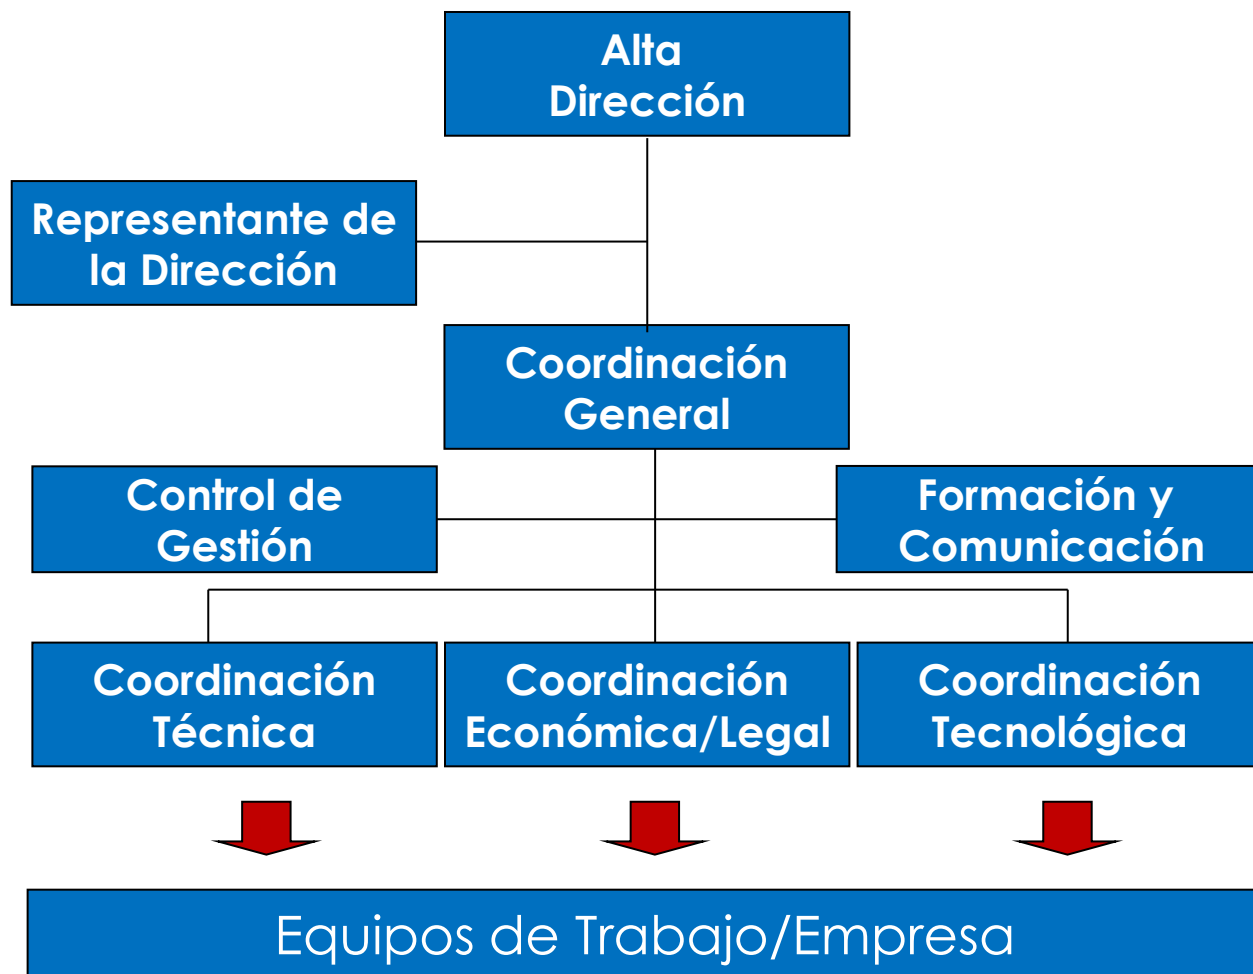 Alta
Dirección
Representante de
la Dirección
Coordinación
General
Control de
Gestión
Formación y
Comunicación
Coordinación
Técnica
Coordinación
Económica/Legal
Coordinación
Tecnológica
Equipos de Trabajo/Empresa